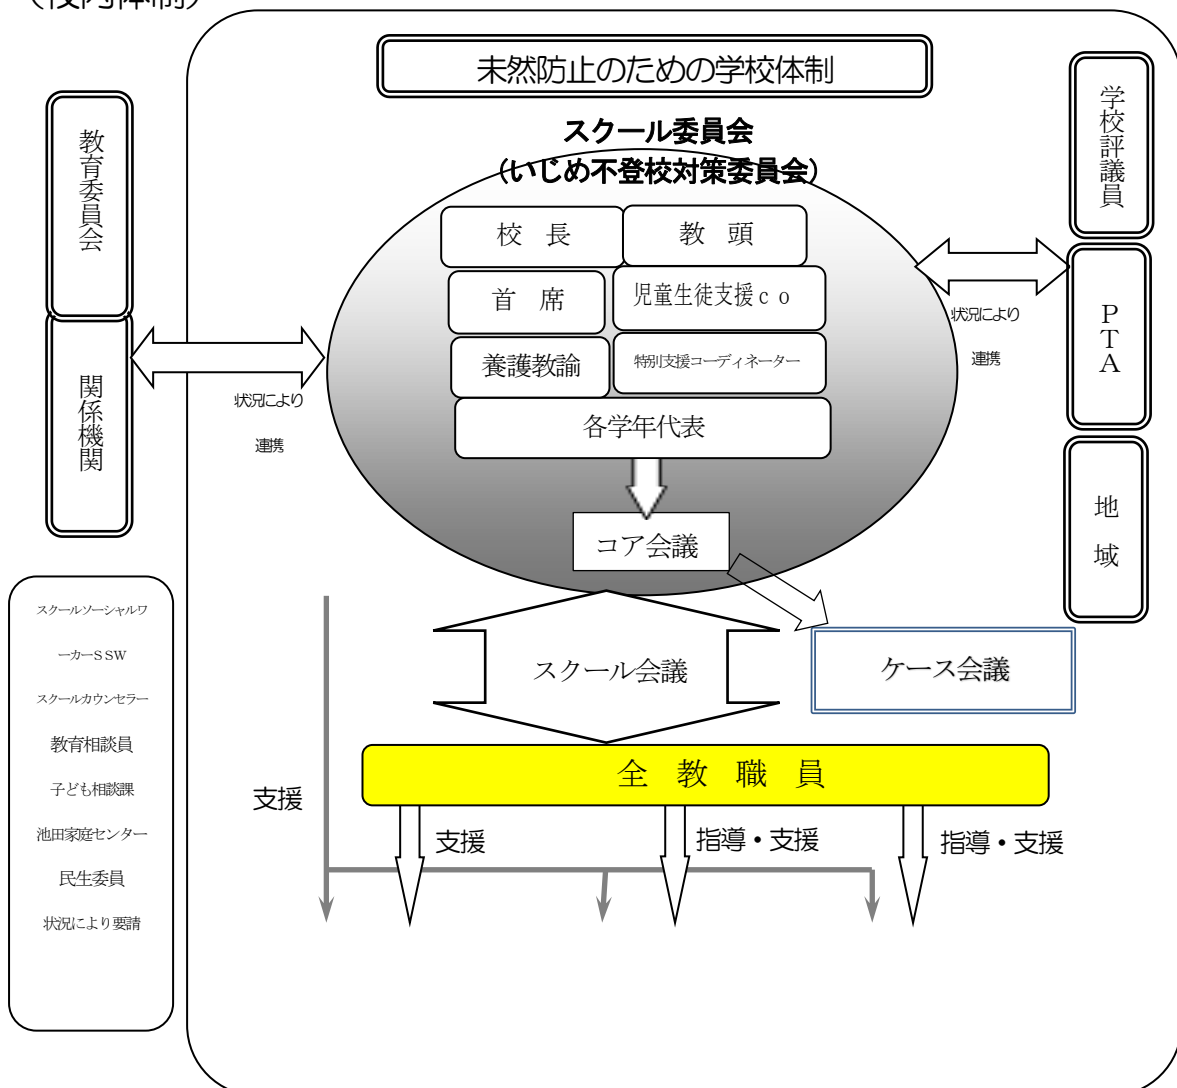 （校内体制）
未然防止のための学校体制
スクール委員会
（いじめ不登校対策委員会）
校　長
教　頭
首　席
児童生徒支援ｃｏ
養護教諭
特別支援コーディネーター
各学年代表
コア会議
教育委員会
関係機関
状況により
連携
学校評議員
ＰＴＡ
地　域
状況により
連携
スクール会議
ケース会議
全　教　職　員
支援
支援
指導・支援
指導・支援
スクールソーシャルワ
ーカーＳＳＷ
スクールカウンセラー
教育相談員
子ども相談課
池田家庭センター
民生委員
状況により要請